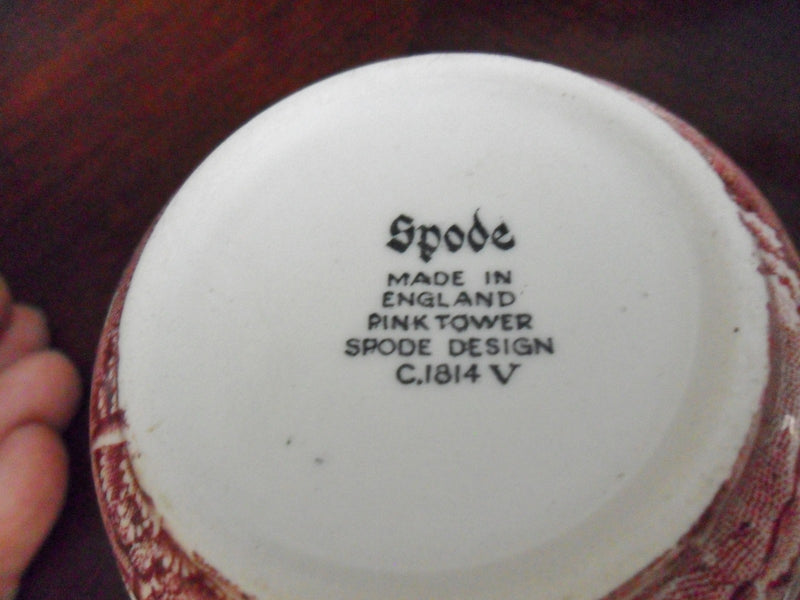 Spode
MADE IN
ENGLAND
PINK TOWER
SPODE DESIGN
C.1814 V